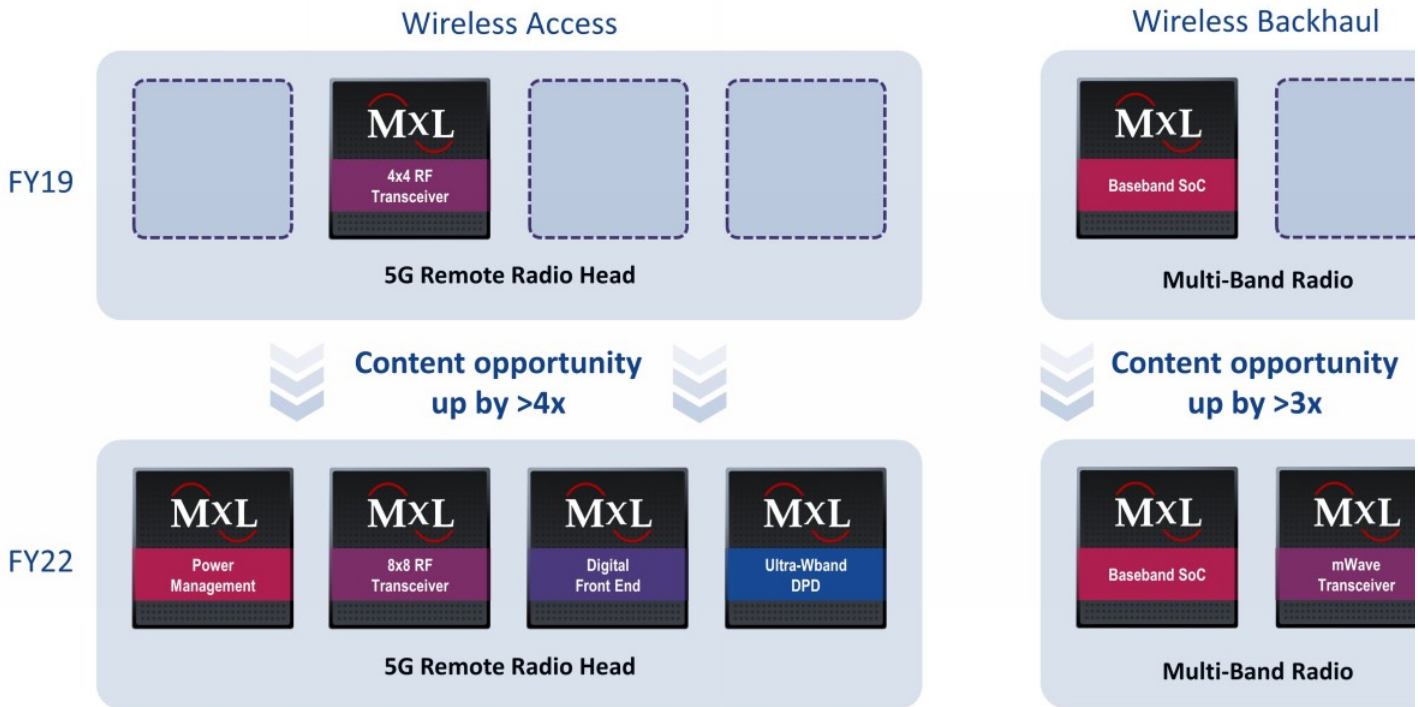 Wireless Access
Wireless Backhaul
FY19
MXL
4x4 RF
Transceiver
5G Remote Radio Head
MXL
Baseband SoC
Multi-Band Radio
Content opportunity
up by >4x
Content opportunity
up by >3x
FY22
MXL
Power
Management
MXL
8x8 RF
Transceiver
MXL
Digital
Front End
MXL
Ultra-Wband
DPD
5G Remote Radio Head
MXL
Baseband SoC
MXL
mWave
Transceiver
Multi-Band Radio